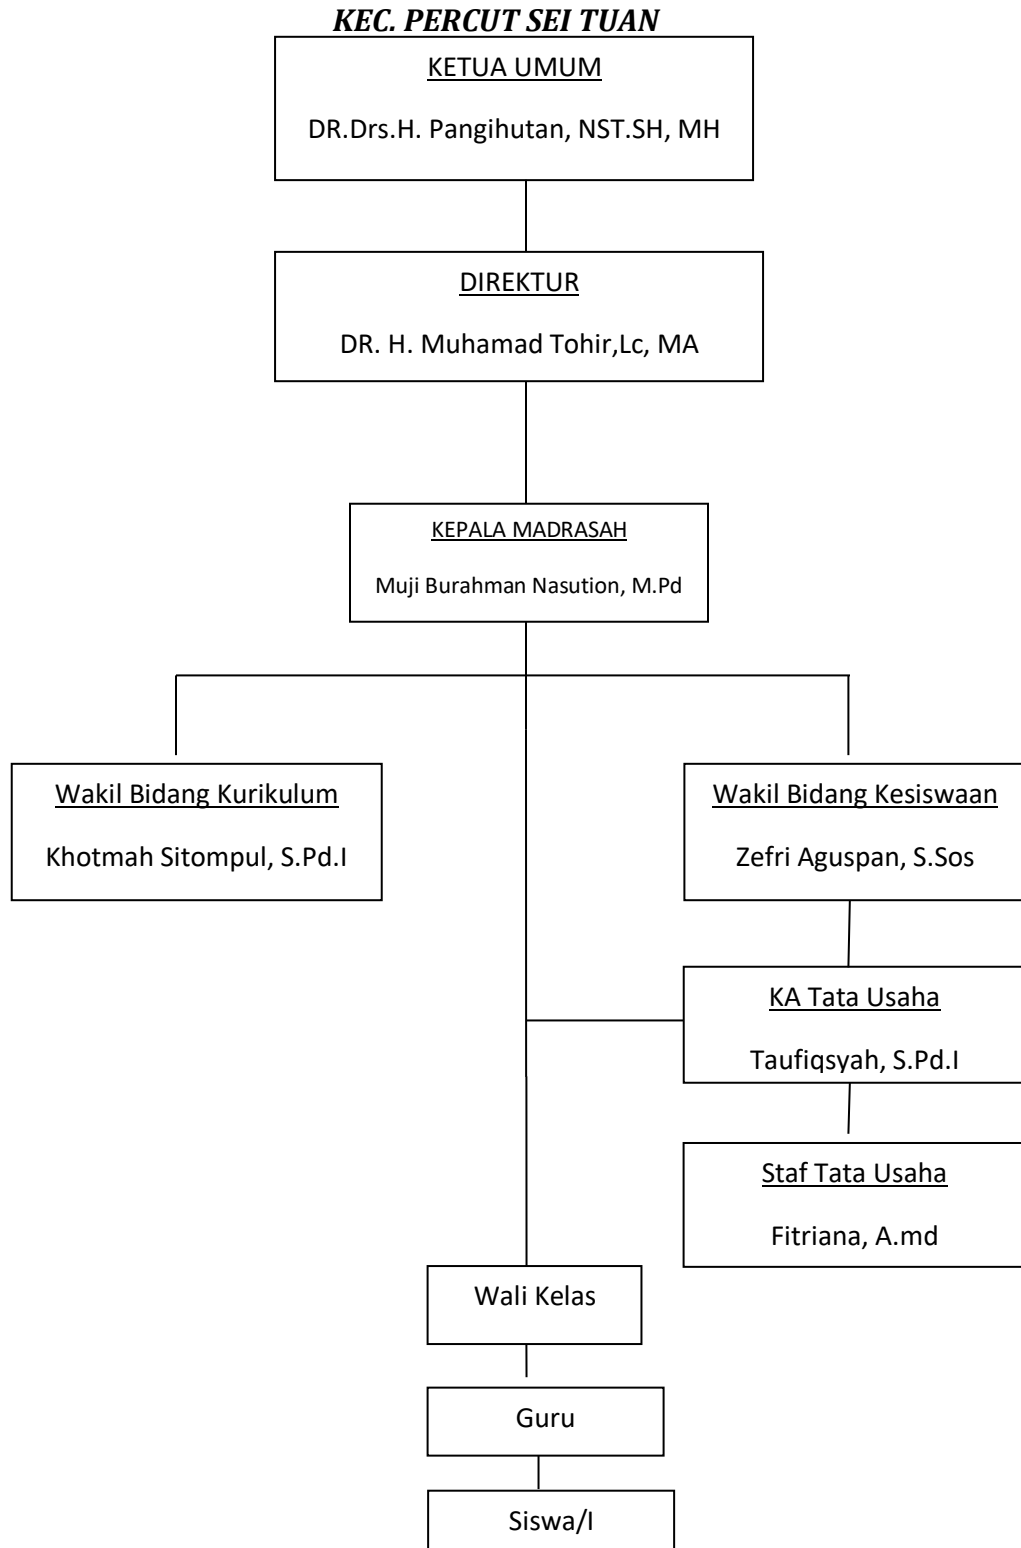 KEC. PERCUT SEI TUAN
KETUA UMUM
DR.Drs.H. Pangihutan, NST.SH, MH
DIREKTUR
DR. H. Muhamad Tohir,Lc, MA
KEPALA MADRASAH
Muji Burahman Nasution, M.Pd
Wakil Bidang Kurikulum
Khotmah Sitompul, S.Pd.I
Wakil Bidang Kesiswaan
Zefri Aguspan, S.Sos
KA Tata Usaha
Taufiqsyah, S.Pd.I
Staf Tata Usaha
Fitriana, A.md
Wali Kelas
Guru
Siswa/I